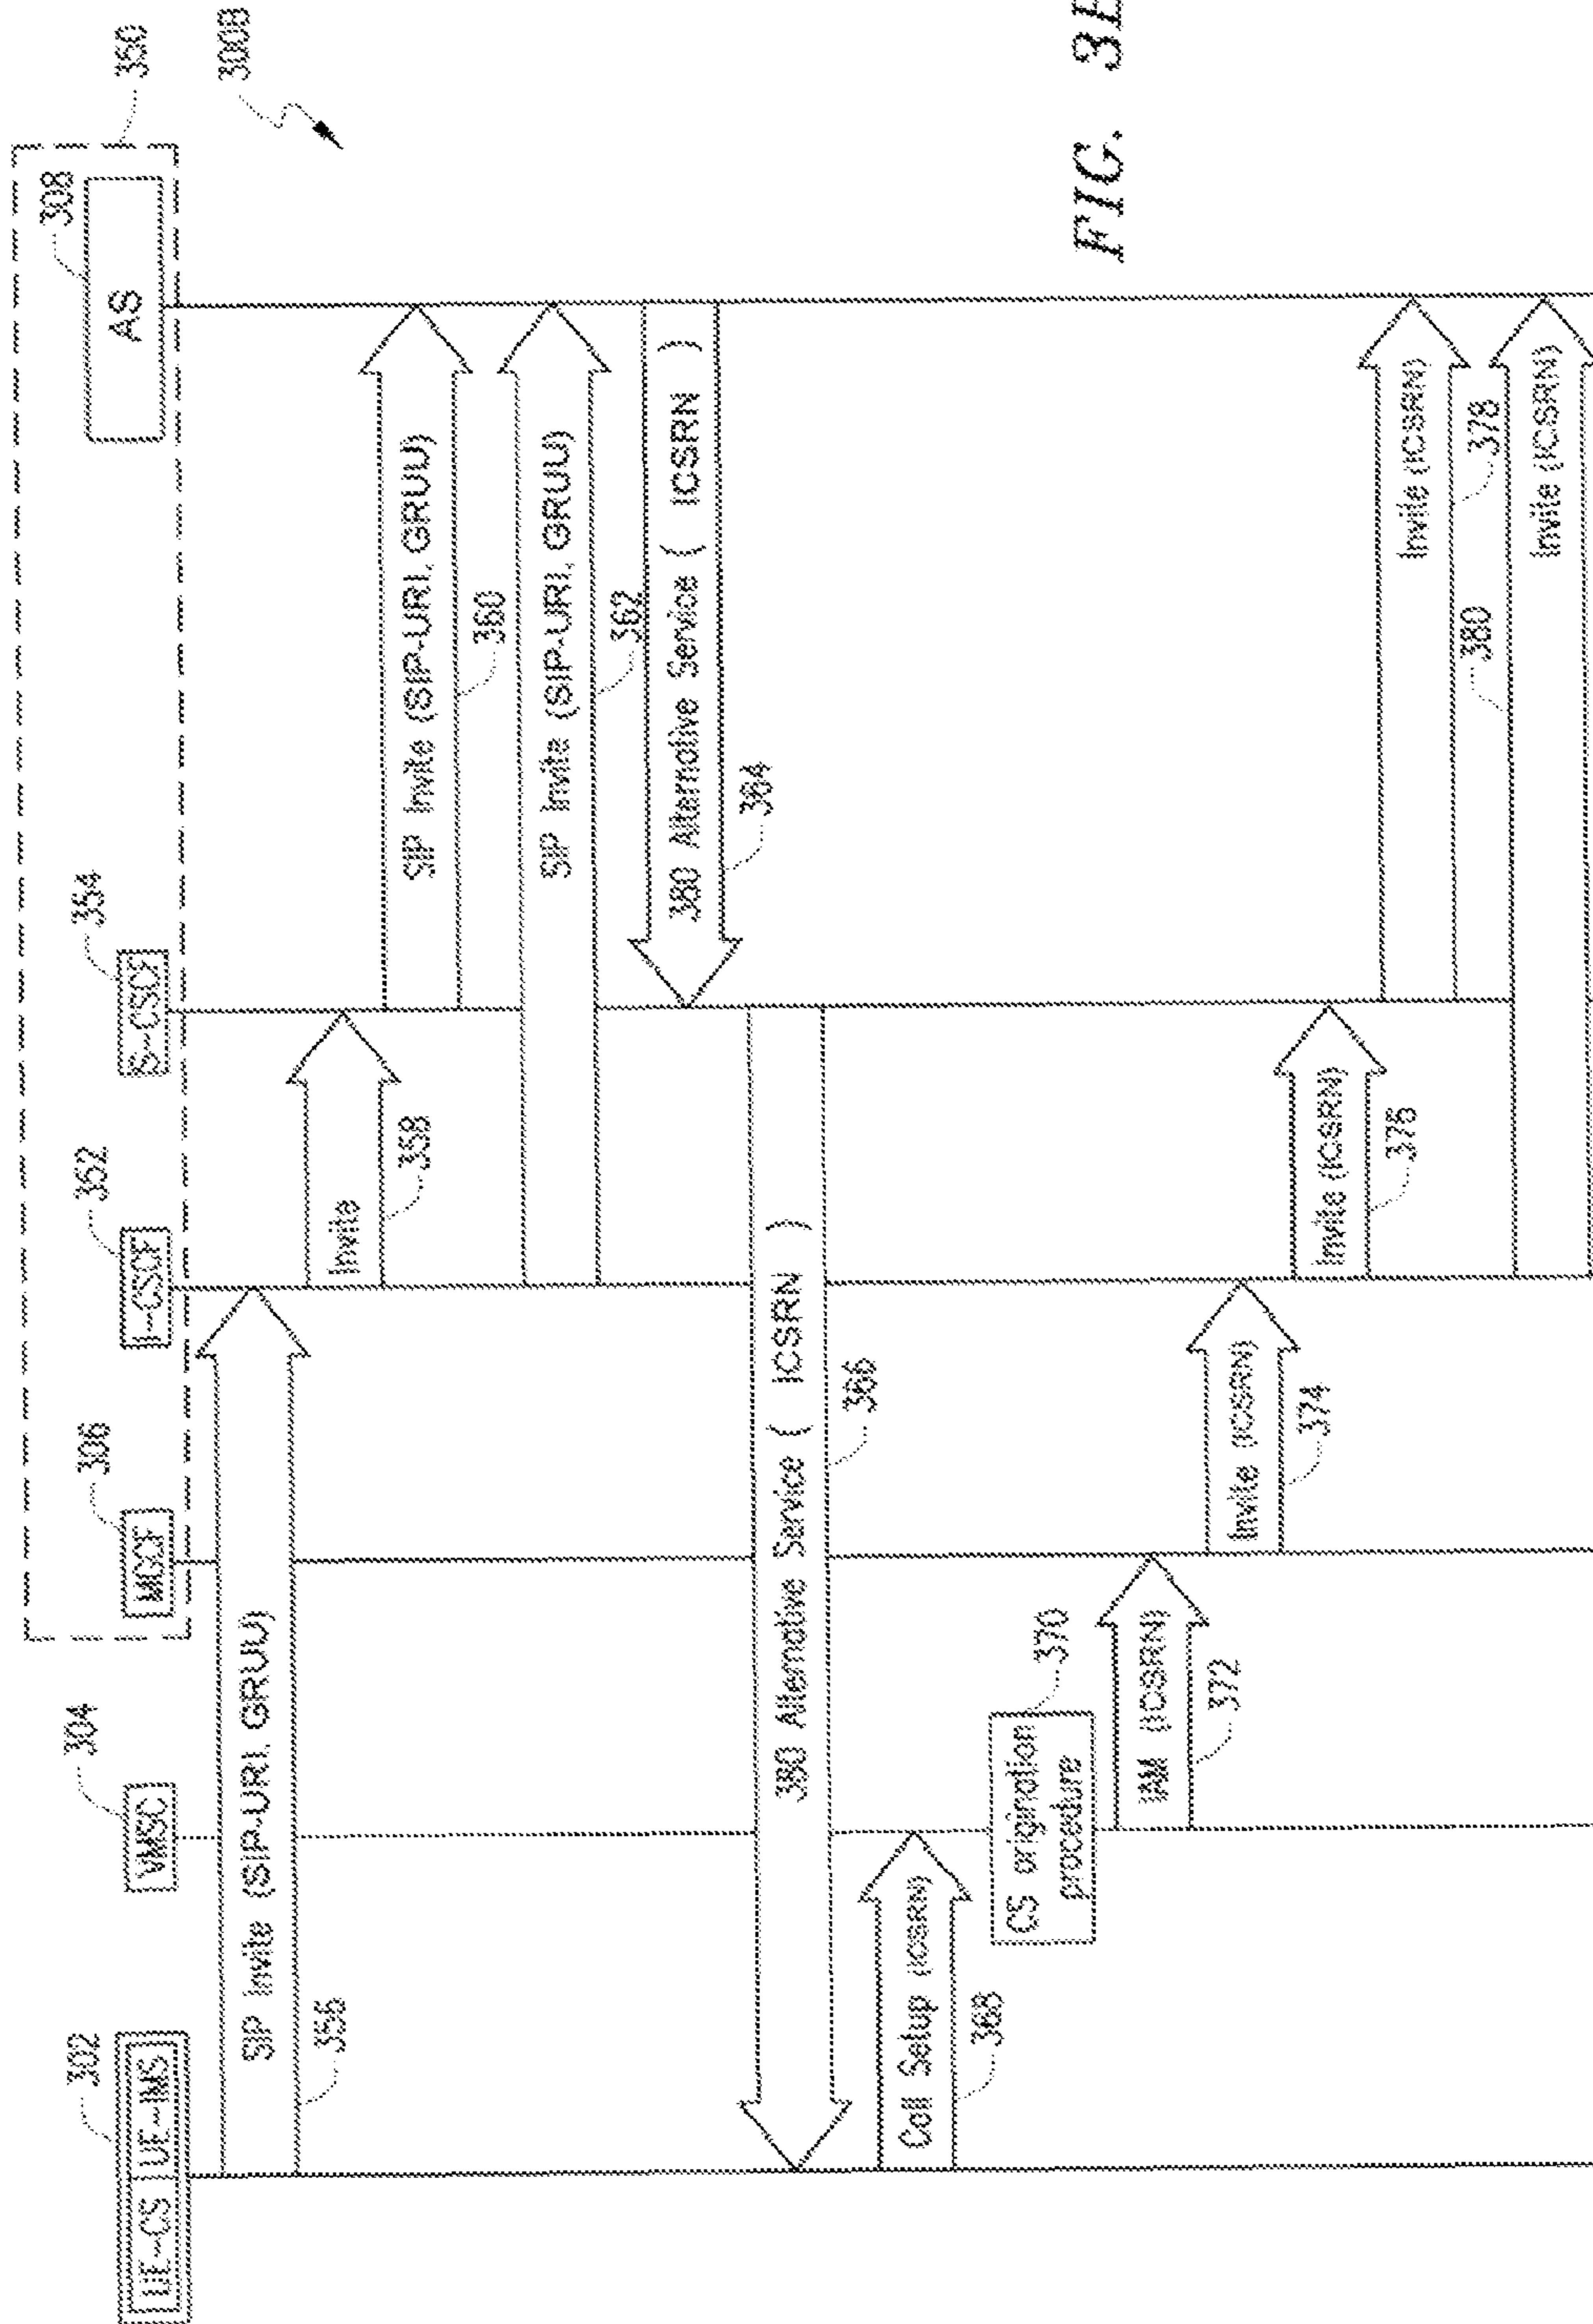 350
300B
302
304
306
352
354
308
UE-CS
UE-IMS
VMSC
MGCF
I-CSCF
S-CSCF
AS
SIP Invite (SIP-URI, GRUU)
356
Invite
358
SIP Invite (SIP-URI, GRUU)
360
SIP Invite (SIP-URI, GRUU)
362
380 Alternative Service ( ICSRN )
364
380 Alternative Service ( ICSRN )
366
Call Setup (ICSRN)
368
CS origination
procedure
370
IAM (ICSRN)
372
Invite (ICSRN)
374
Invite (ICSRN)
376
Invite (ICSRN)
378
380
Invite (ICSRN)